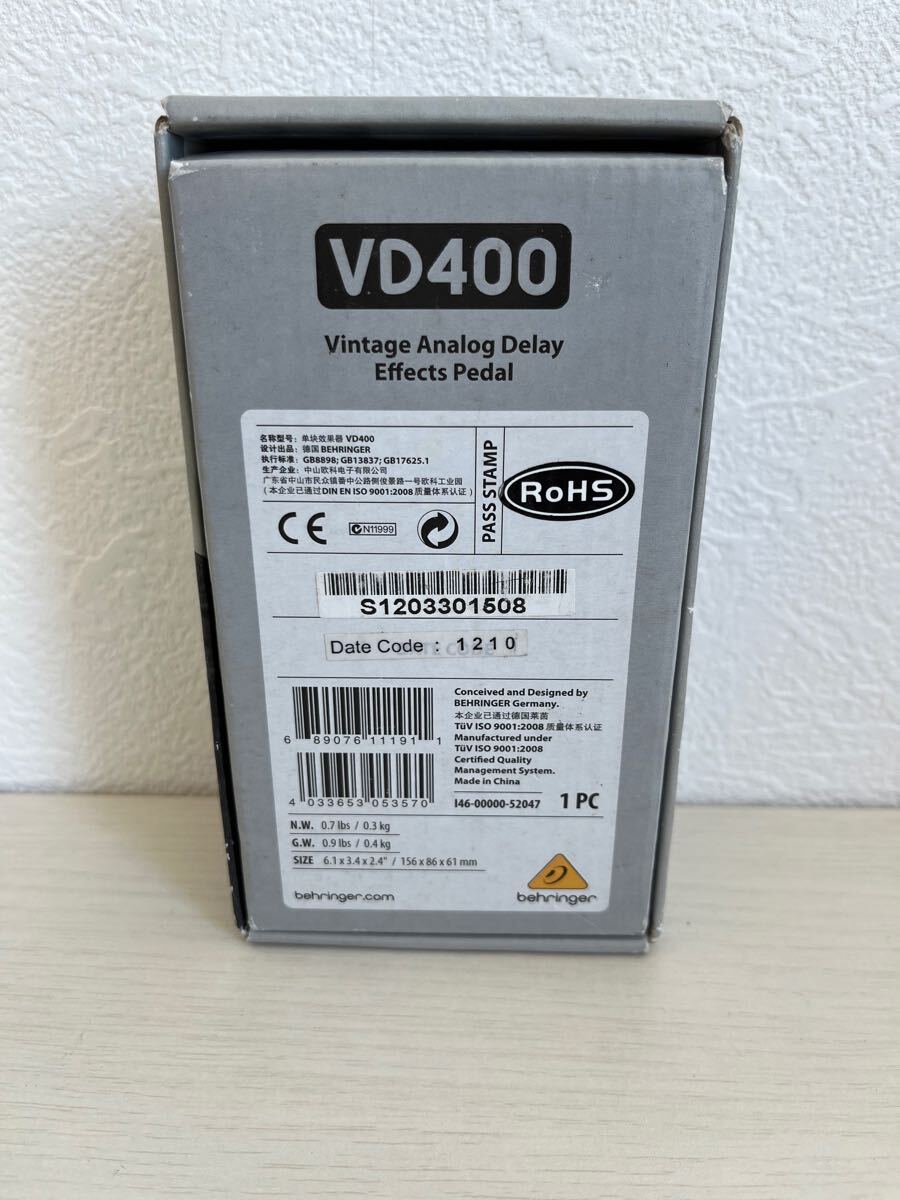 VD400
Vintage Analog Delay
Effects Pedal
名称型号: 单块效果器 VD400
设计出品: 德国 BEHRINGER
执行标准: GB8898; GB13837; GB17625.1
生产企业: 中山欧科电子有限公司
广东省中山市民众镇番中公路侧俊景路一号欧科工业园
(本企业已通过DIN EN ISO 9001:2008 质量体系认证)
CE
N11999
PASS STAMP
RoHS
S1203301508
Date Code : 1210
6 89076 11191 1
4 033653 053570
Conceived and Designed by
BEHRINGER Germany.
本企业已通过德国莱茵
TüV ISO 9001:2008 质量体系认证
Manufactured under
TüV ISO 9001:2008
Certified Quality
Management System.
Made in China
I46-00000-52047 1 PC
N.W. 0.7 lbs / 0.3 kg
G.W. 0.9 lbs / 0.4 kg
SIZE 6.1 x 3.4 x 2.4" / 156 x 86 x 61 mm
behringer.com
behringer